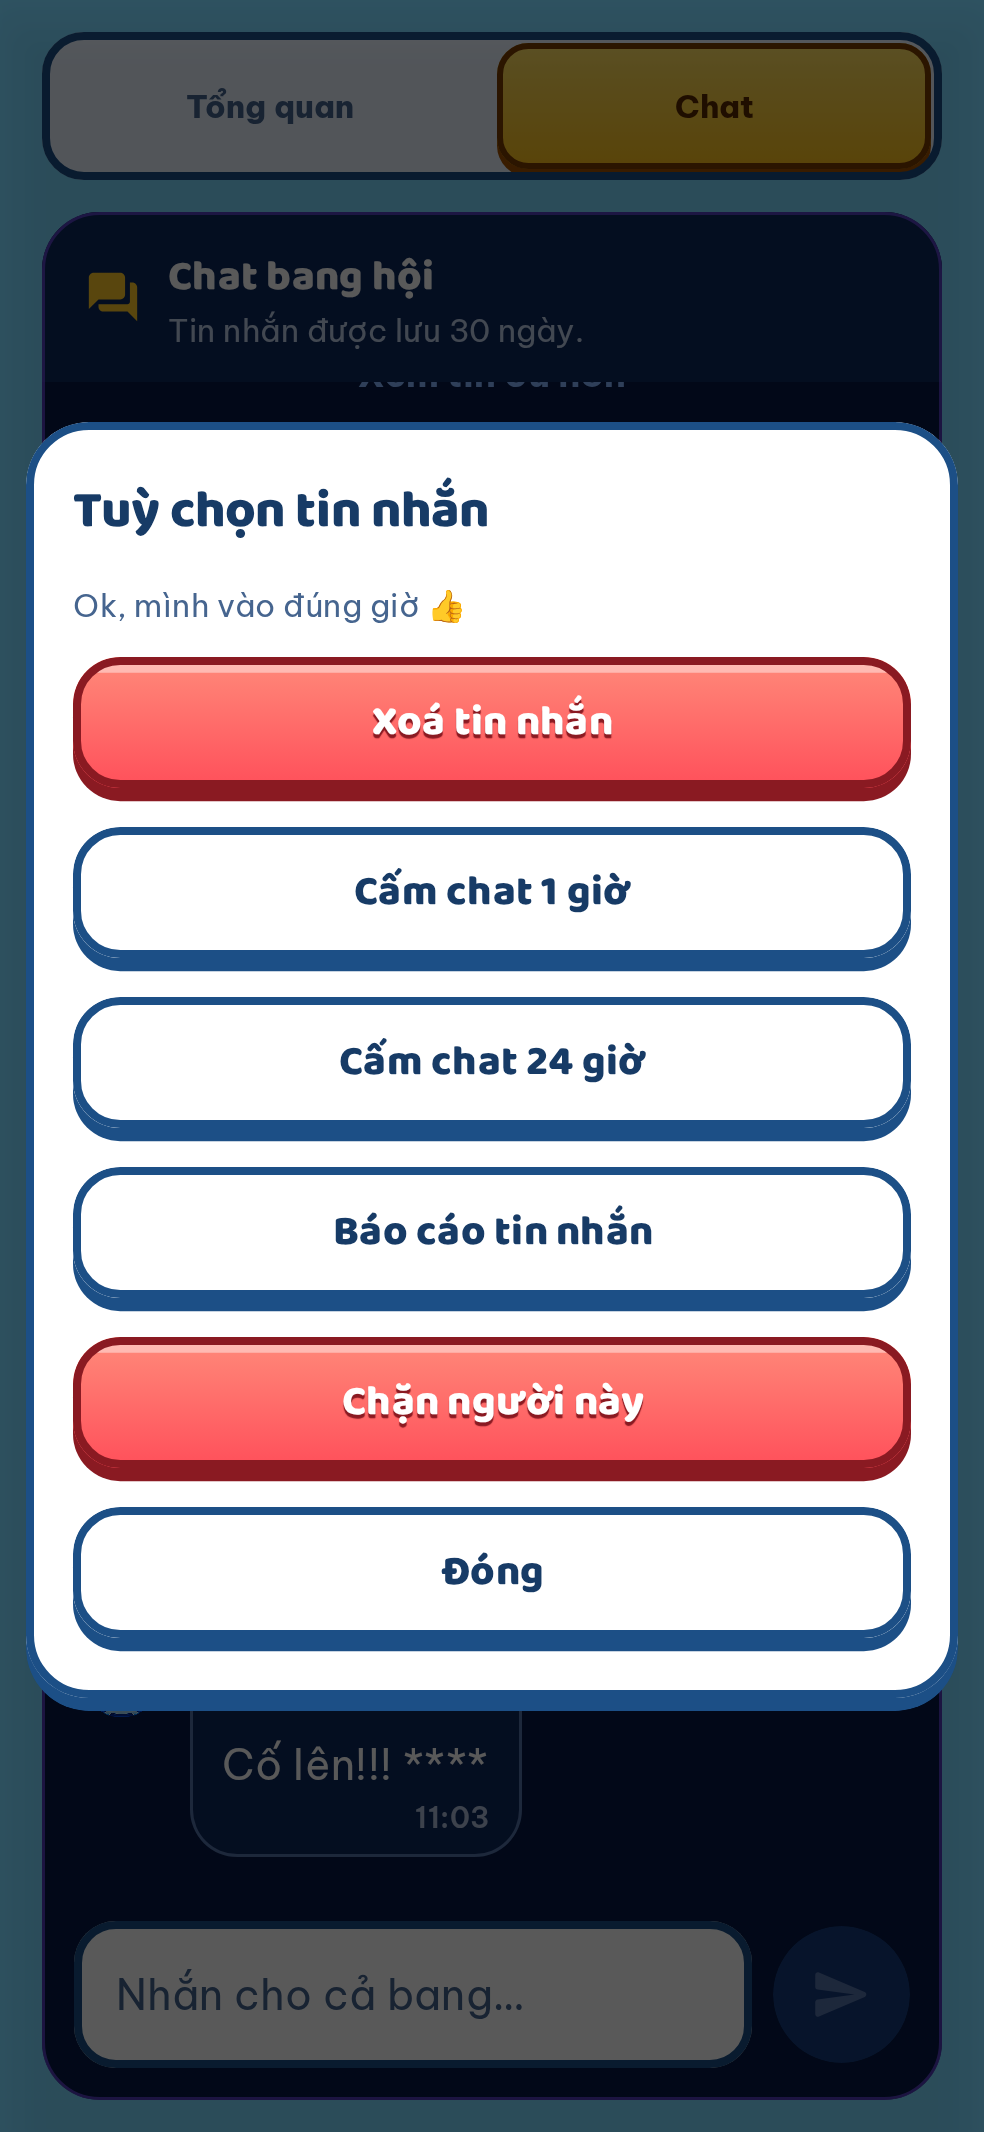 Tổng quan
Chat
Chat bang hội
Tin nhắn được lưu 30 ngày.
Tuỳ chọn tin nhắn
Ok, mình vào đúng giờ 👍
Xoá tin nhắn
Cấm chat 1 giờ
Cấm chat 24 giờ
Báo cáo tin nhắn
Chặn người này
Đóng
Cố lên!!! ****
11:03
Nhắn cho cả bang...